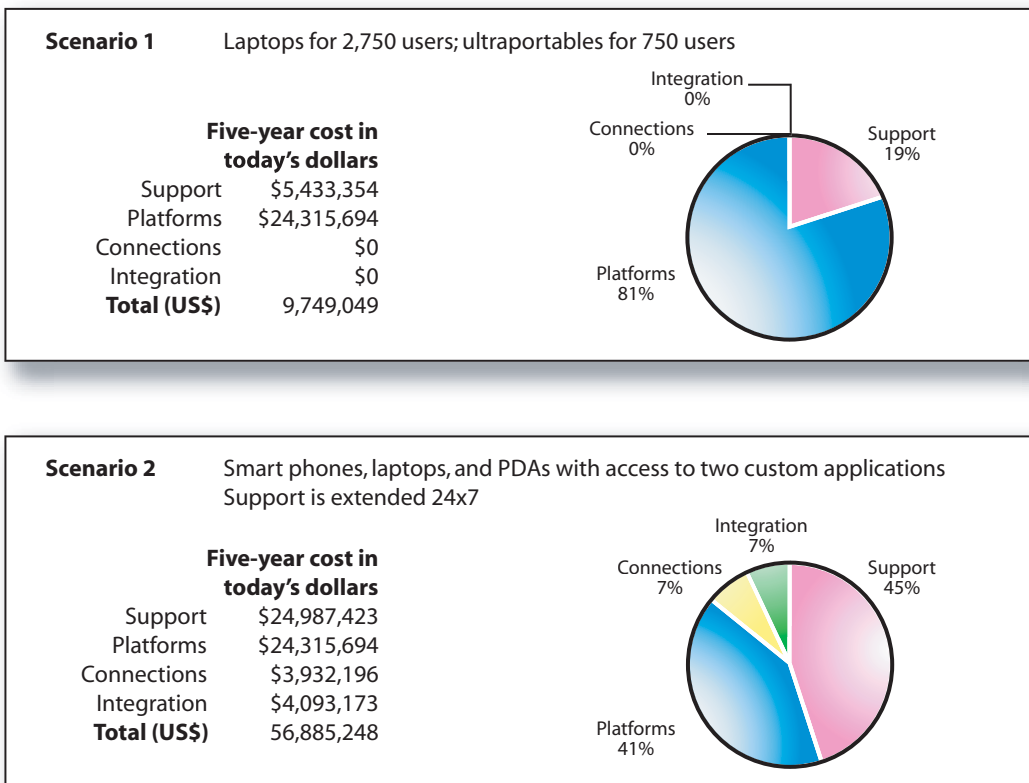 Scenario 1 Laptops for 2,750 users; ultraportables for 750 users
Five-year cost in
today's dollars
Support $5,433,354
Platforms $24,315,694
Connections $0
Integration $0
Total (US$) 9,749,049
Integration
0%
Connections
0%
Support
19%
Platforms
81%
Scenario 2 Smart phones, laptops, and PDAs with access to two custom applications
Support is extended 24x7
Five-year cost in
today's dollars
Support $24,987,423
Platforms $24,315,694
Connections $3,932,196
Integration $4,093,173
Total (US$) 56,885,248
Integration
7%
Connections
7%
Support
45%
Platforms
41%